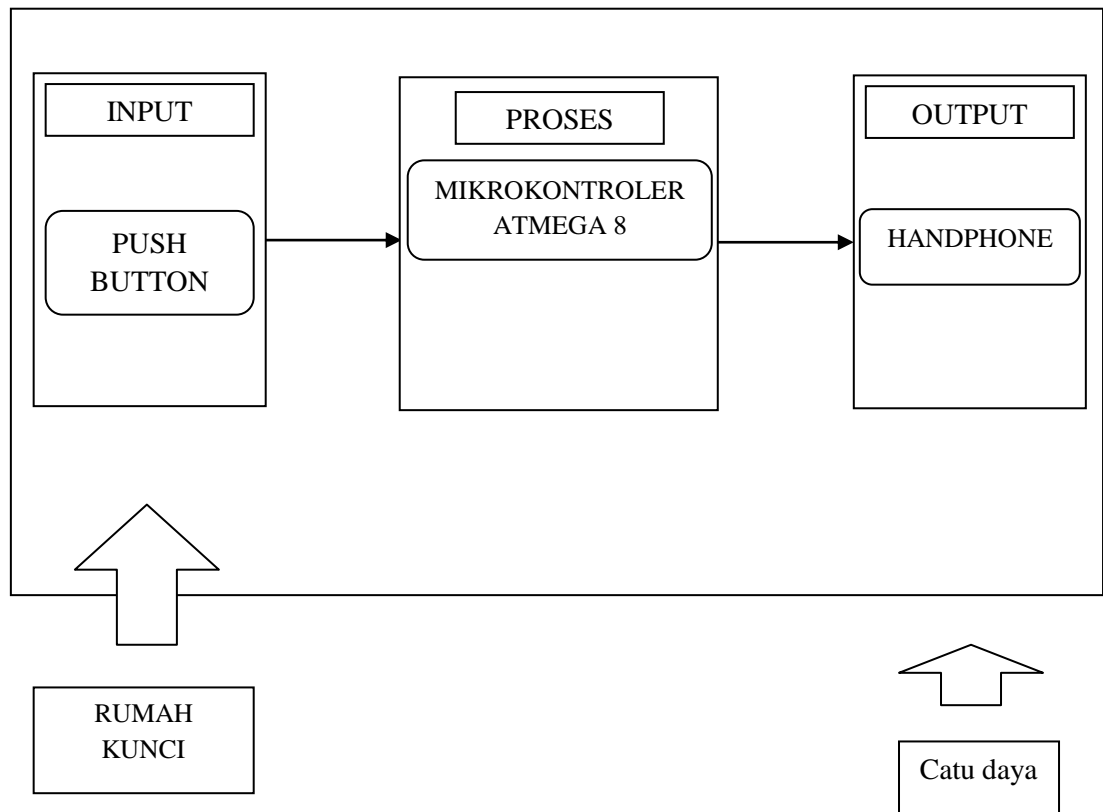 INPUT
PROSES
OUTPUT
PUSH
BUTTON
MIKROKONTROLER
ATMEGA 8
HANDPHONE
RUMAH
KUNCI
Catu daya